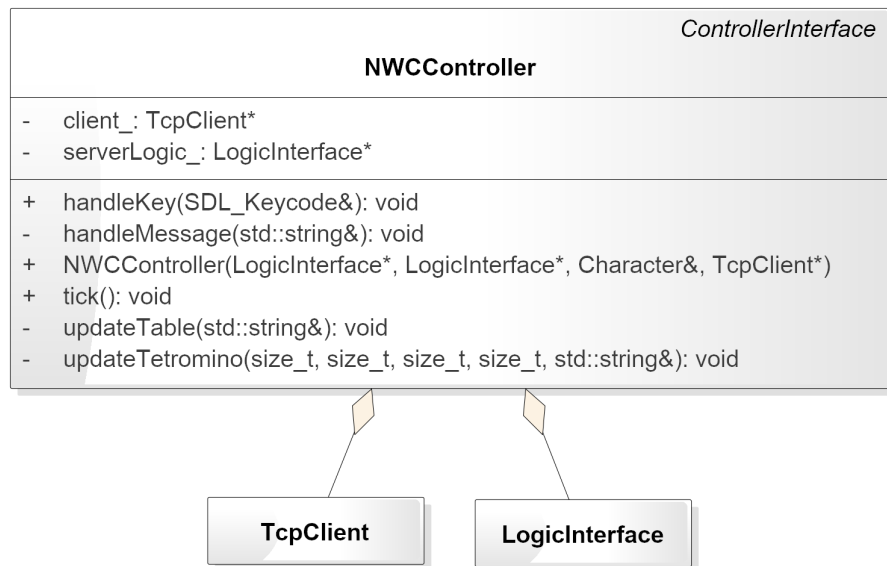 ControllerInterface
NWCController
- client_: TcpClient*
- serverLogic_: LogicInterface*
+ handleKey(SDL_Keycode&): void
- handleMessage(std::string&): void
+ NWCController(LogicInterface*, LogicInterface*, Character&, TcpClient*)
+ tick(): void
- updateTable(std::string&): void
- updateTetromino(size_t, size_t, size_t, size_t, std::string&): void
TcpClient
LogicInterface